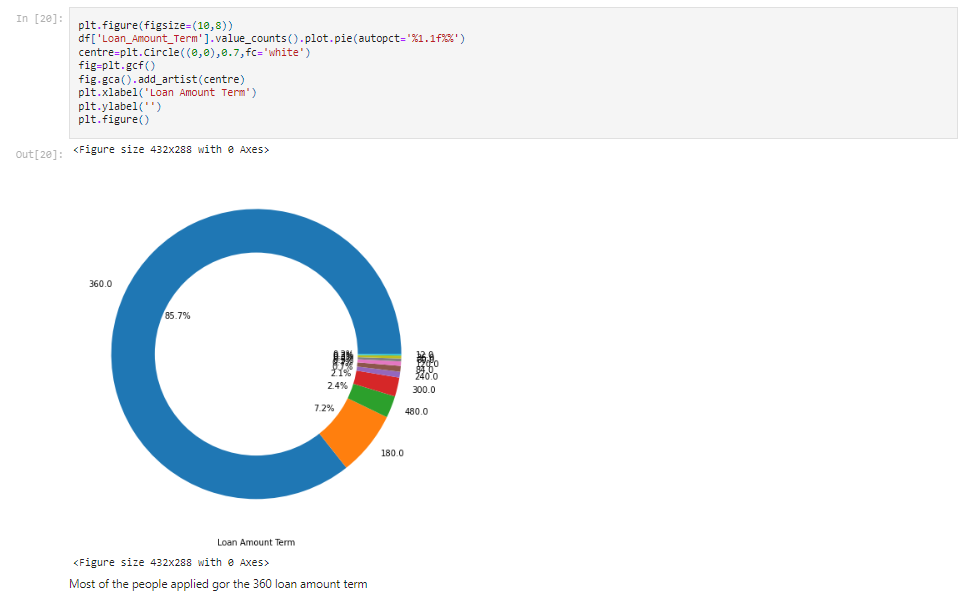 In [20]:
plt.figure(figsize=(10,8))
df['Loan_Amount_Term'].value_counts().plot.pie(autopct='%1.1f%%')
centre=plt.Circle((0,0),0.7,fc='white')
fig=plt.gcf()
fig.gca().add_artist(centre)
plt.xlabel('Loan Amount Term')
plt.ylabel('')
plt.figure()
Out[20]:
<Figure size 432x288 with 0 Axes>
360.0
85.7%
12.0
2.1%
240.0
2.4%
300.0
7.2%
480.0
180.0
Loan Amount Term
<Figure size 432x288 with 0 Axes>
Most of the people applied gor the 360 loan amount term